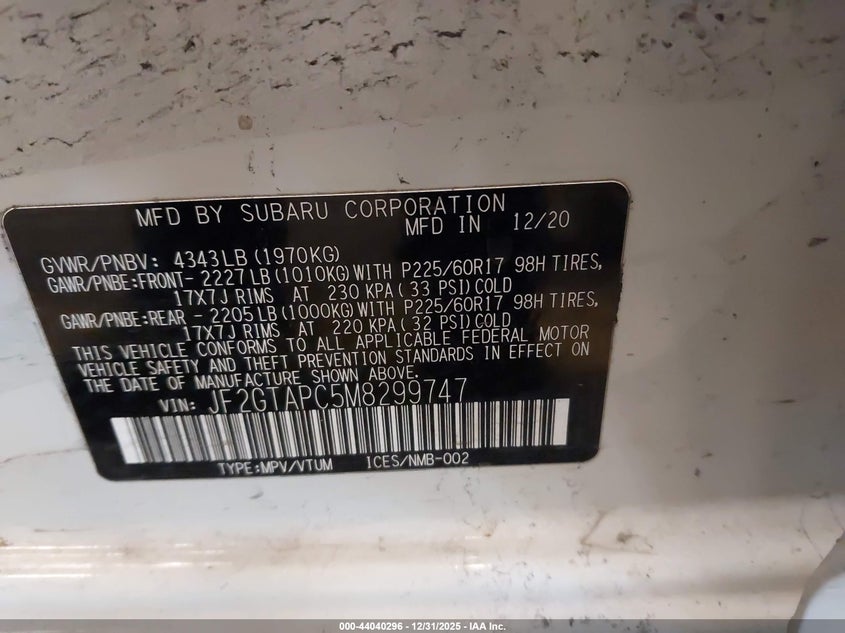 MFD BY SUBARU CORPORATION
MFD IN 12/20
GVWR/PNBV: 4343LB (1970KG)
GAWR/PNBE:FRONT- 2227LB (1010KG) WITH P225/60R17 98H TIRES,
17X7J RIMS AT 230 KPA ( 33 PSI) COLD
GAWR/PNBE:REAR - 2205LB (1000KG) WITH P225/60R17 98H TIRES,
17X7J RIMS AT 220 KPA ( 32 PSI) COLD
THIS VEHICLE CONFORMS TO ALL APPLICABLE FEDERAL MOTOR
VEHICLE SAFETY AND THEFT PREVENTION STANDARDS IN EFFECT ON
THE DATE OF MANUFACTURE SHOWN ABOVE.
VIN: JF2GTAPC5M8299747
TYPE:MPV/VTUM ICES/NMB-002
000-44040296 - 12/31/2025 - IAA Inc.